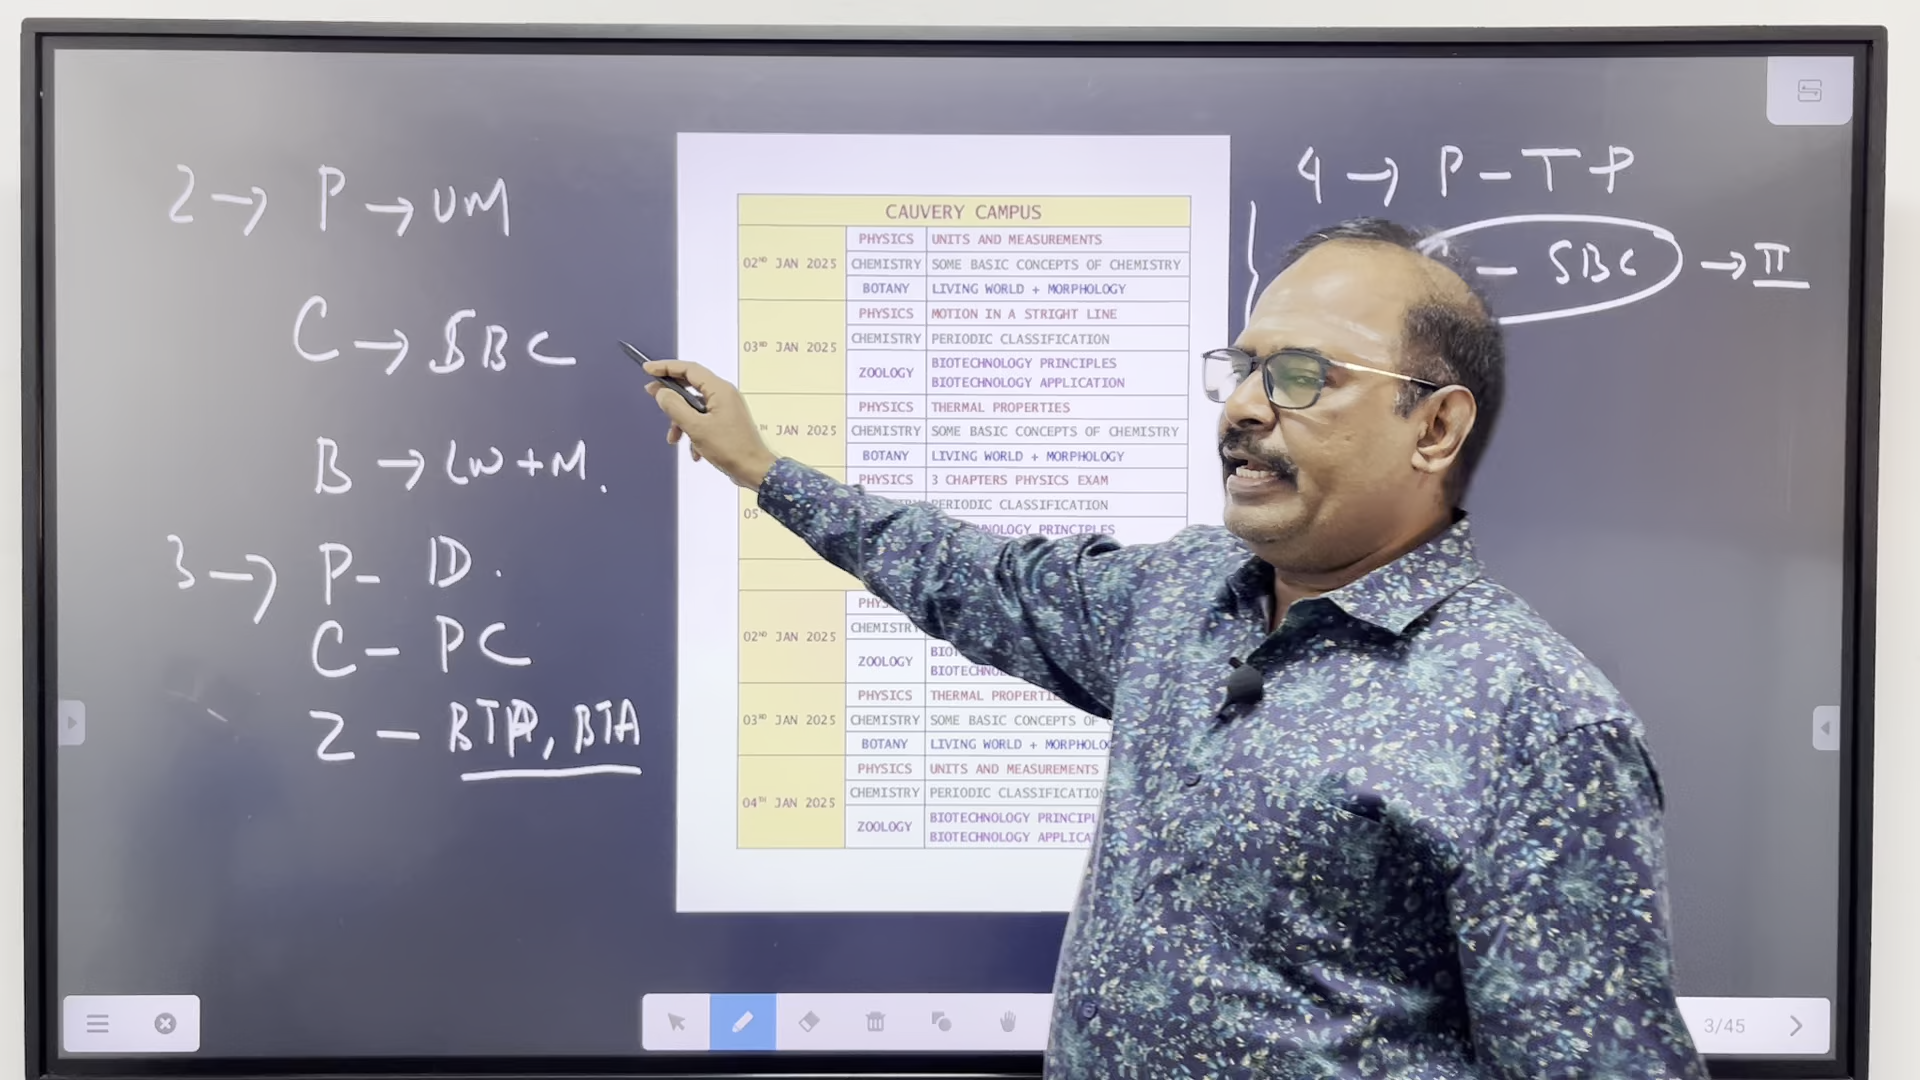 2 → P → UM
C → SBC
B → LW + M.
3 → P - 1D.
C - PC
Z - BTP, BTA
CAUVERY CAMPUS
02ND JAN 2025 PHYSICS UNITS AND MEASUREMENTS
CHEMISTRY SOME BASIC CONCEPTS OF CHEMISTRY
BOTANY LIVING WORLD + MORPHOLOGY
03RD JAN 2025 PHYSICS MOTION IN A STRIGHT LINE
CHEMISTRY PERIODIC CLASSIFICATION
ZOOLOGY BIOTECHNOLOGY PRINCIPLES
BIOTECHNOLOGY APPLICATION
JAN 2025 PHYSICS THERMAL PROPERTIES
CHEMISTRY SOME BASIC CONCEPTS OF CHEMISTRY
BOTANY LIVING WORLD + MORPHOLOGY
05 PHYSICS 3 CHAPTERS PHYSICS EXAM
PERIODIC CLASSIFICATION
PRINCIPLES
02ND JAN 2025
CHEMISTRY
ZOOLOGY
03RD JAN 2025 PHYSICS THERMAL
CHEMISTRY SOME BASIC CONCEPTS OF
BOTANY LIVING WORLD +
04TH JAN 2025 PHYSICS UNITS AND MEASUREMENTS
CHEMISTRY PERIODIC
ZOOLOGY BIOTECHNOLOGY
BIOTECHNOLOGY
4 → P - TP
- SBC → II
3/45